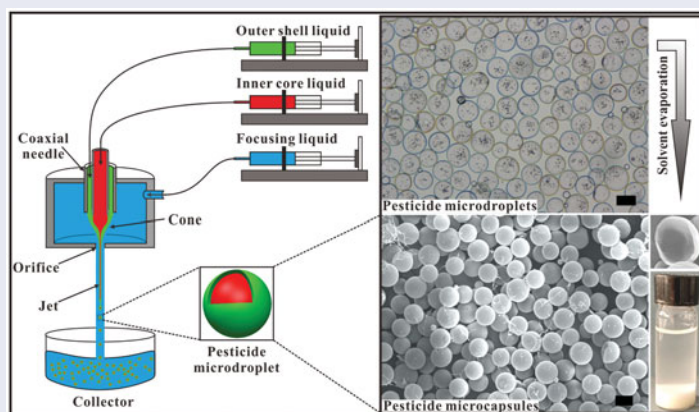 Outer shell liquid
Inner core liquid
Focusing liquid
Coaxial
needle
Cone
Orifice
Jet
Collector
Pesticide
microdroplet
Pesticide microdroplets
Solvent evaporation
Pesticide microcapsules